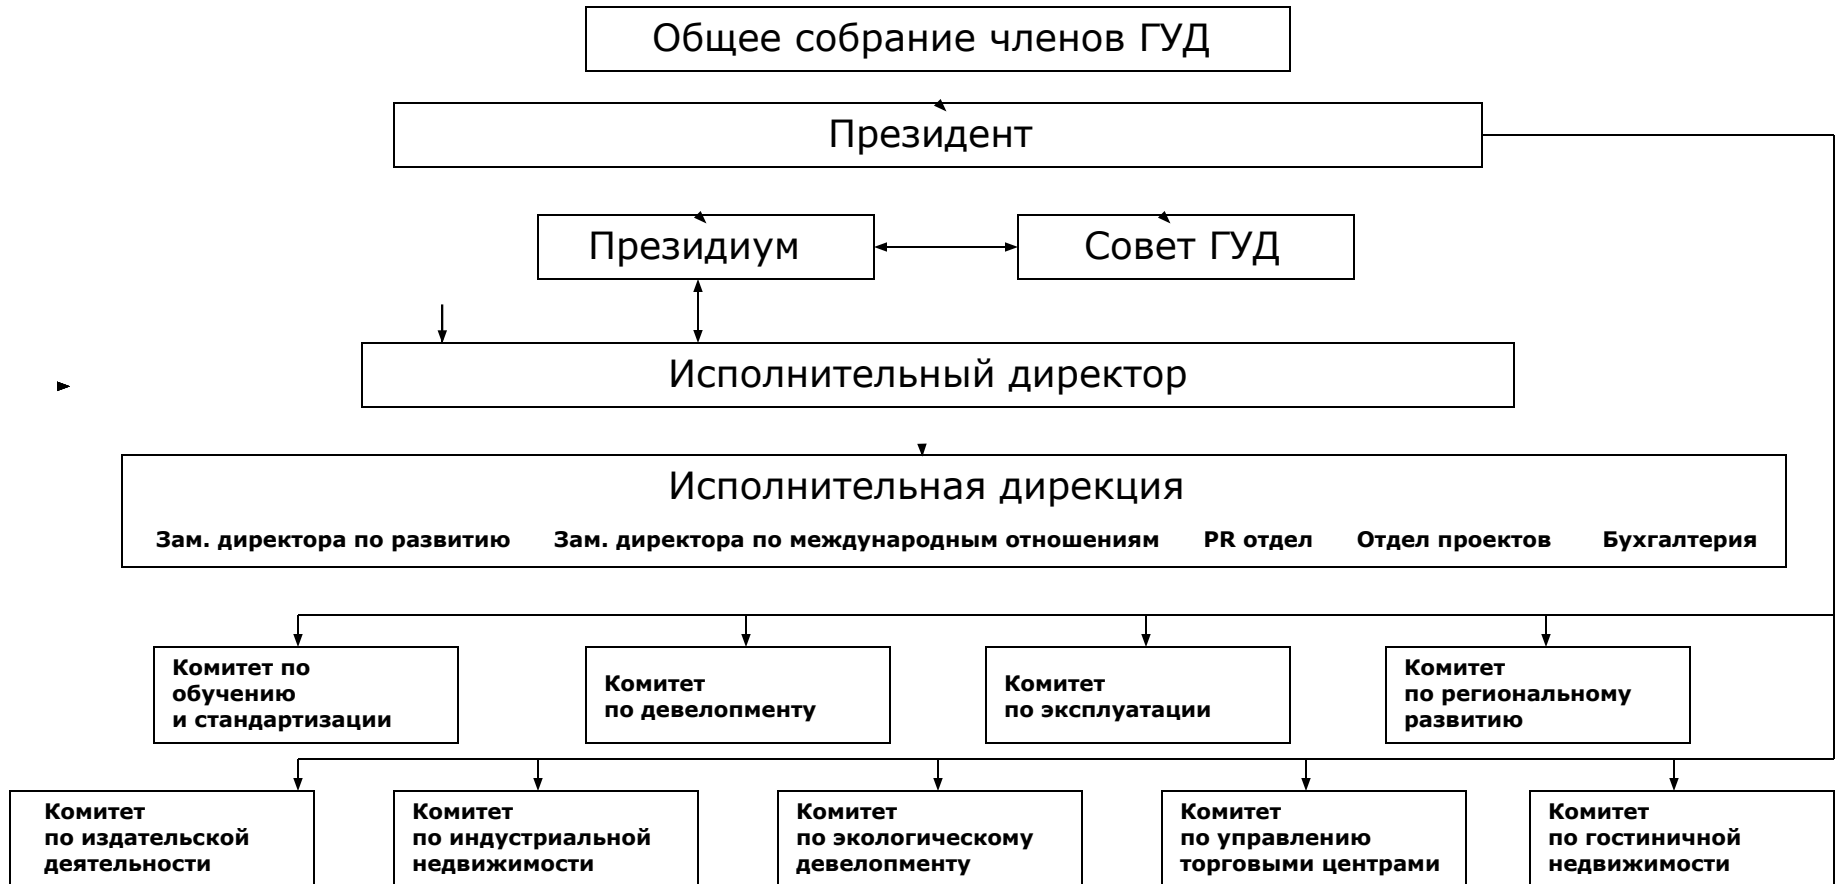 Общее собрание членов ГУД
Президент
Президиум
Совет ГУД
Исполнительный директор
Исполнительная дирекция
Зам. директора по развитию Зам. директора по международным отношениям PR отдел Отдел проектов Бухгалтерия
Комитет по
обучению
и стандартизации
Комитет
по девелопменту
Комитет
по эксплуатации
Комитет
по региональному
развитию
Комитет
по издательской
деятельности
Комитет
по индустриальной
недвижимости
Комитет
по экологическому
девелопменту
Комитет
по управлению
торговыми центрами
Комитет
по гостиничной
недвижимости